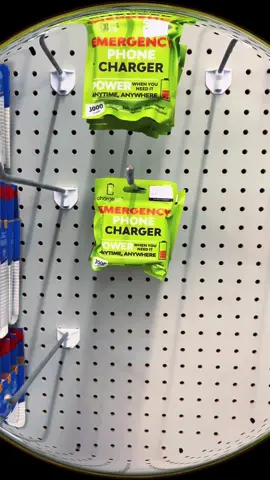 EMERGENCY
PHONE
CHARGER
POWER WHEN YOU
NEED IT
ANYTIME, ANYWHERE
charge
EMERGENCY
PHONE
CHARGER
POWER WHEN YOU
NEED IT
ANYTIME, ANYWHERE